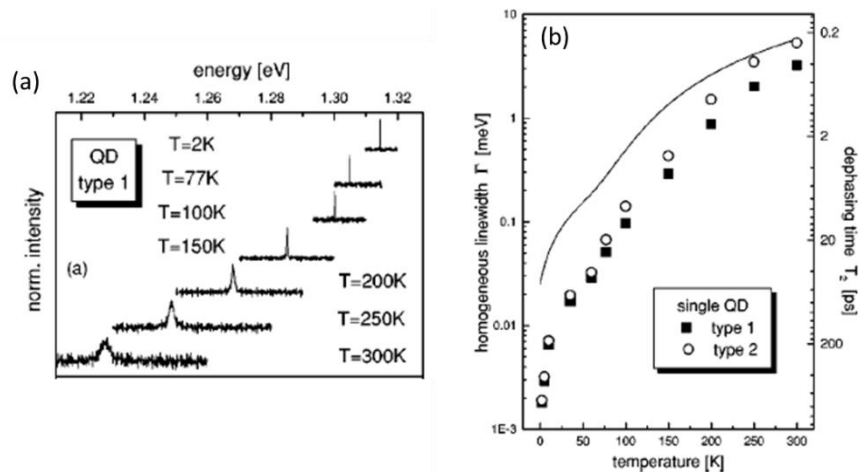 (a)
energy [eV]
1.22 1.24 1.26 1.28 1.30 1.32
QD
type 1
T=2K
T=77K
T=100K
T=150K
(a)
T=200K
T=250K
T=300K
norm. intensity
(b)
10
1
0.1
0.01
1E-3
homogeneous linewidth Γ [meV]
0.2
2
20
200
dephasing time T2 [ps]
single QD
type 1
type 2
0 50 100 150 200 250 300
temperature [K]